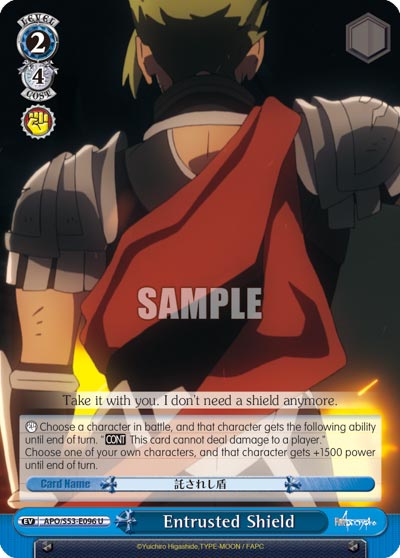 LEVEL
2
4
COST
SAMPLE
Take it with you. I don't need a shield anymore.
Choose a character in battle, and that character gets the following ability
until end of turn. "CONT This card cannot deal damage to a player."
Choose one of your own characters, and that character gets +1500 power
until end of turn.
Card Name
託されし盾
EV APO/S53-E096 U
Entrusted Shield
Fate/Apocrypha
©Yuichiro Higashide,TYPE-MOON / FAPC